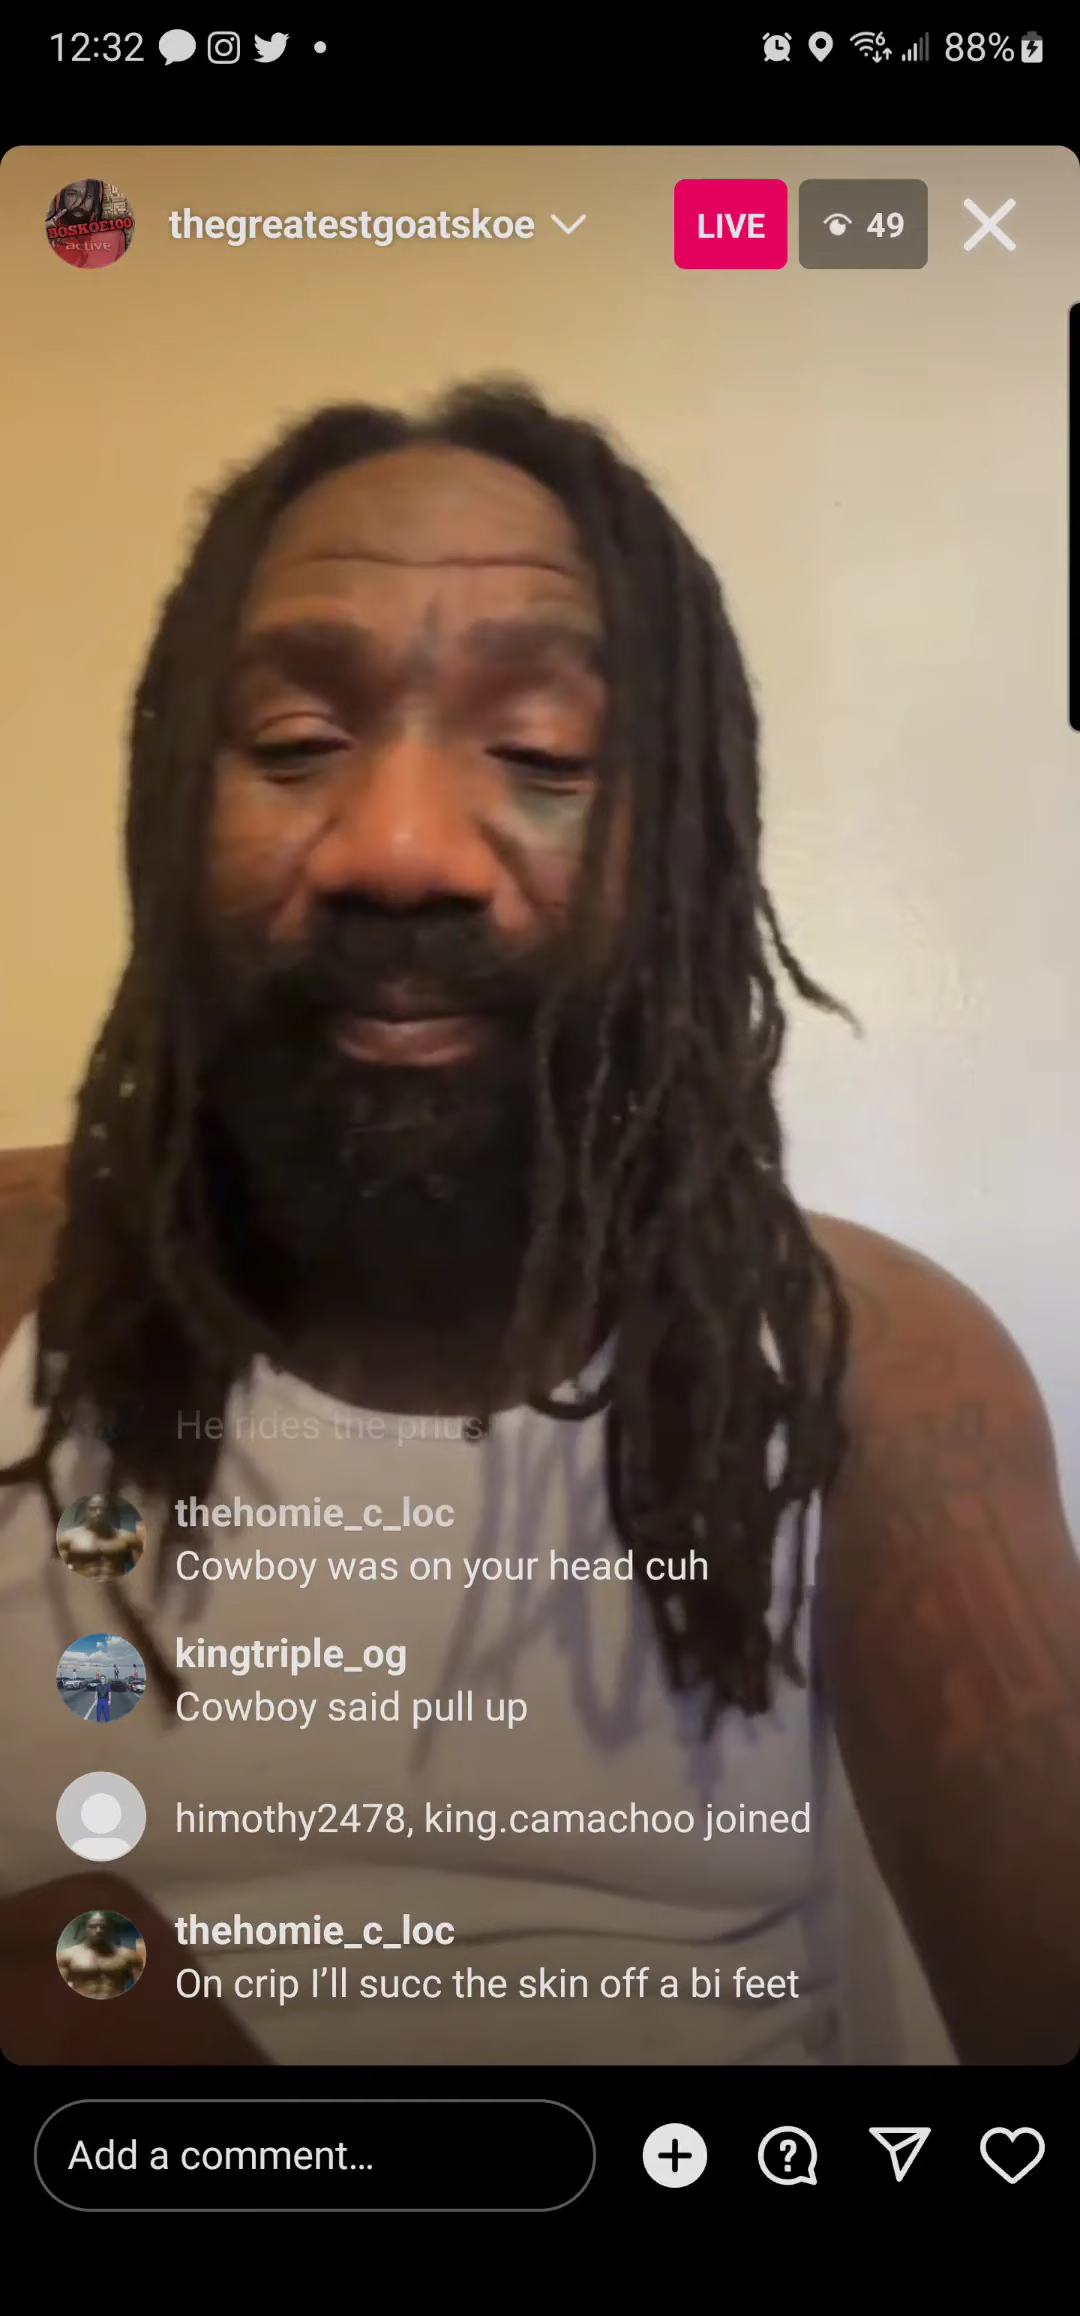 12:32
88%
BOSKOE100
active
thegreatestgoatskoe
LIVE
49
He rides the prius
thehomie_c_loc
Cowboy was on your head cuh
kingtriple_og
Cowboy said pull up
himothy2478, king.camachoo joined
thehomie_c_loc
On crip I’ll succ the skin off a bi feet
Add a comment...